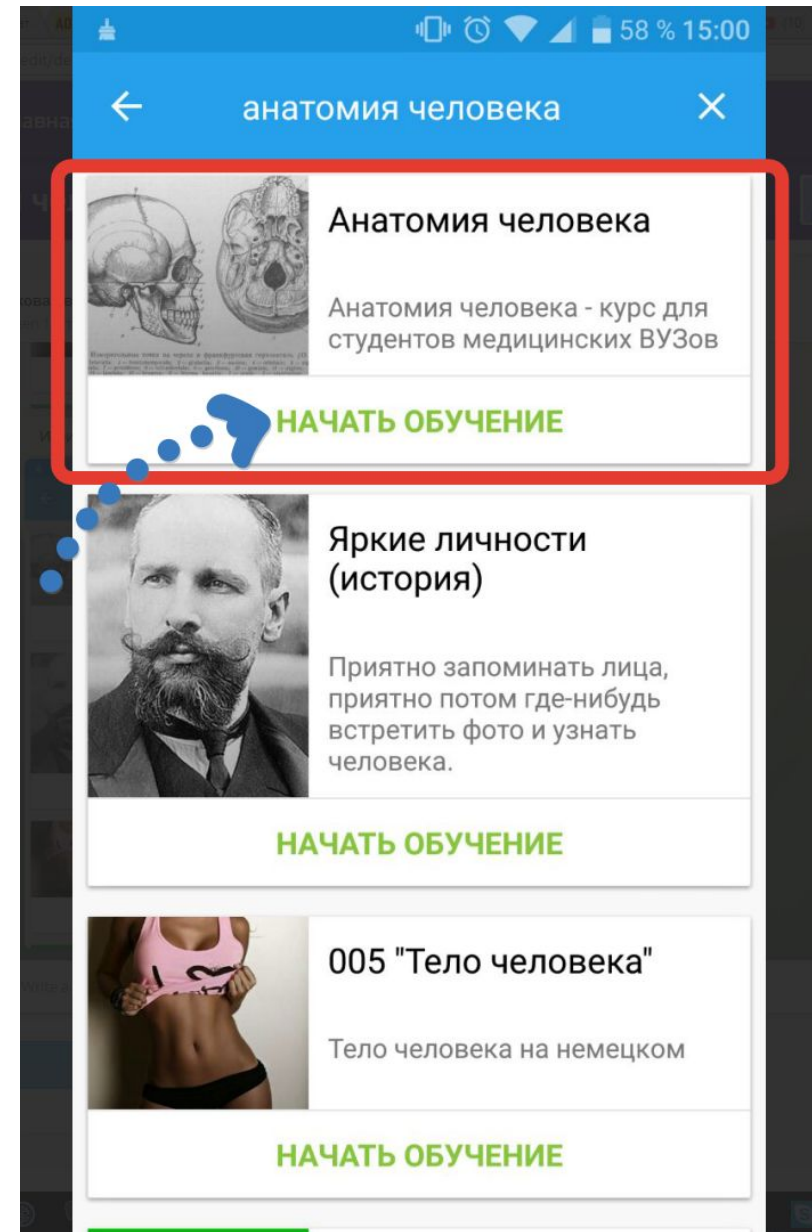 58 % 15:00
анатомия человека
Анатомия человека
Анатомия человека - курс для
студентов медицинских ВУЗов
НАЧАТЬ ОБУЧЕНИЕ
Яркие личности
(история)
Приятно запоминать лица,
приятно потом где-нибудь
встретить фото и узнать
человека.
НАЧАТЬ ОБУЧЕНИЕ
005 "Тело человека"
Тело человека на немецком
НАЧАТЬ ОБУЧЕНИЕ